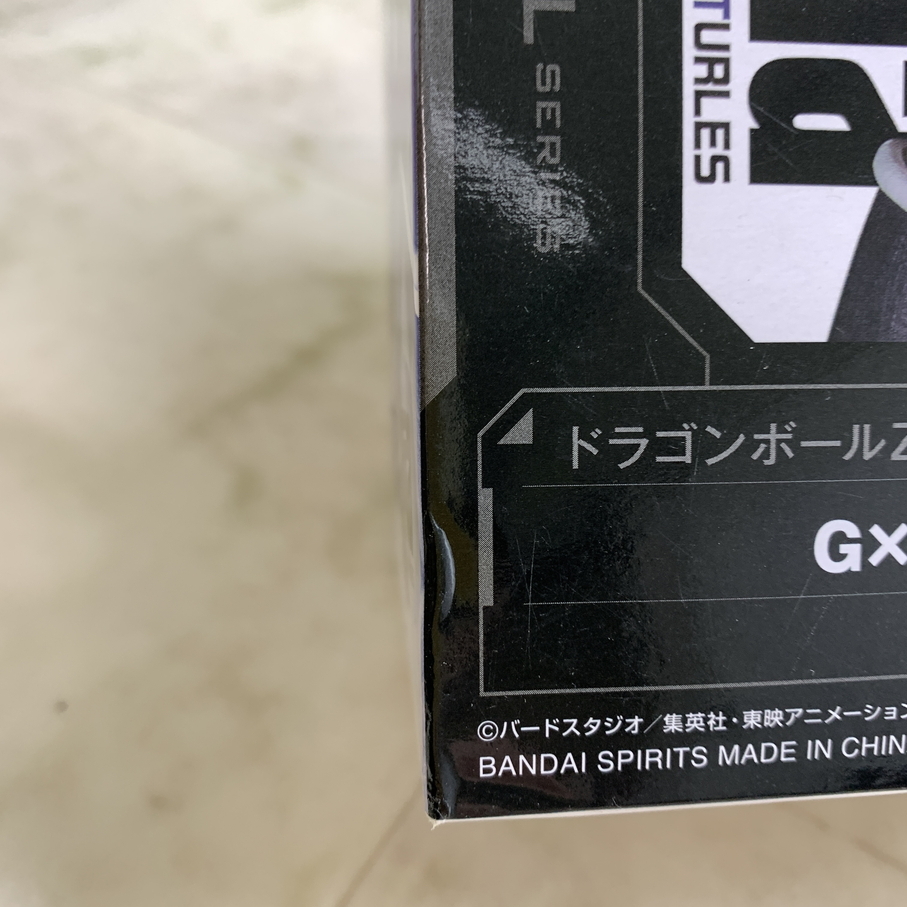 L SERIES
TURLES
ドラゴンボールZ
G×
©バードスタジオ／集英社・東映アニメーション
BANDAI SPIRITS MADE IN CHIN